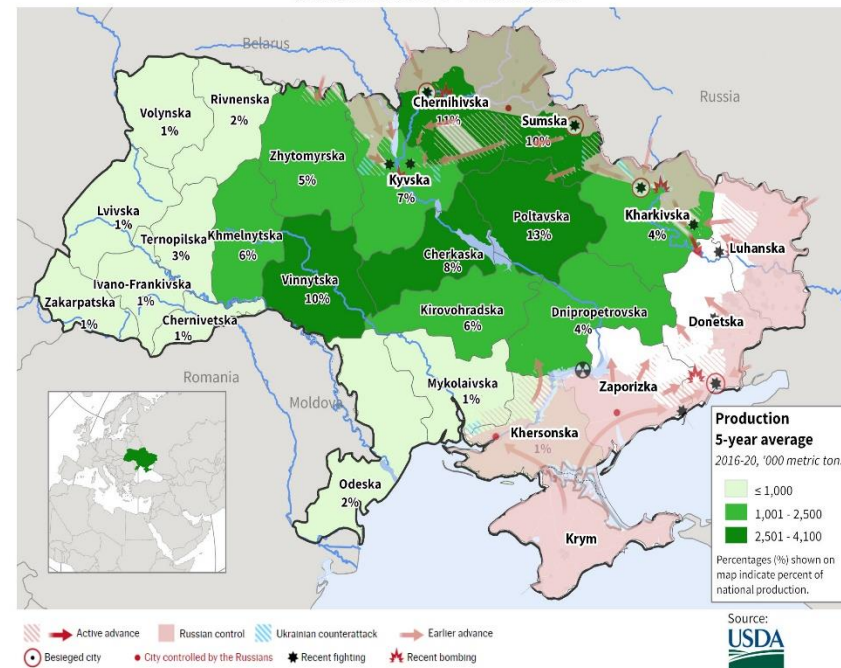 Belarus
Russia
Volynska
1%
Rivnenska
2%
Chernihivska
11%
Sumska
10%
Zhytomyrska
5%
Kyvska
7%
Lvivska
1%
Ternopilska
3%
Khmelnytska
6%
Poltavska
13%
Kharkivska
4%
Luhanska
Cherkaska
8%
Vinnytska
10%
Ivano-Frankivska
1%
Zakarpatska
1%
Chernivetska
1%
Kirovohradska
6%
Dnipropetrovska
4%
Donetska
Romania
Moldova
Mykolaivska
1%
Zaporizka
Khersonska
1%
Odeska
2%
Krym
Production
5-year average
2016-20, '000 metric ton
≤ 1,000
1,001 - 2,500
2,501 - 4,100
Percentages (%) shown on
map indicate percent of
national production.
Active advance
Russian control
Ukrainian counterattack
Earlier advance
Besieged city
City controlled by the Russians
Recent fighting
Recent bombing
Source:
USDA